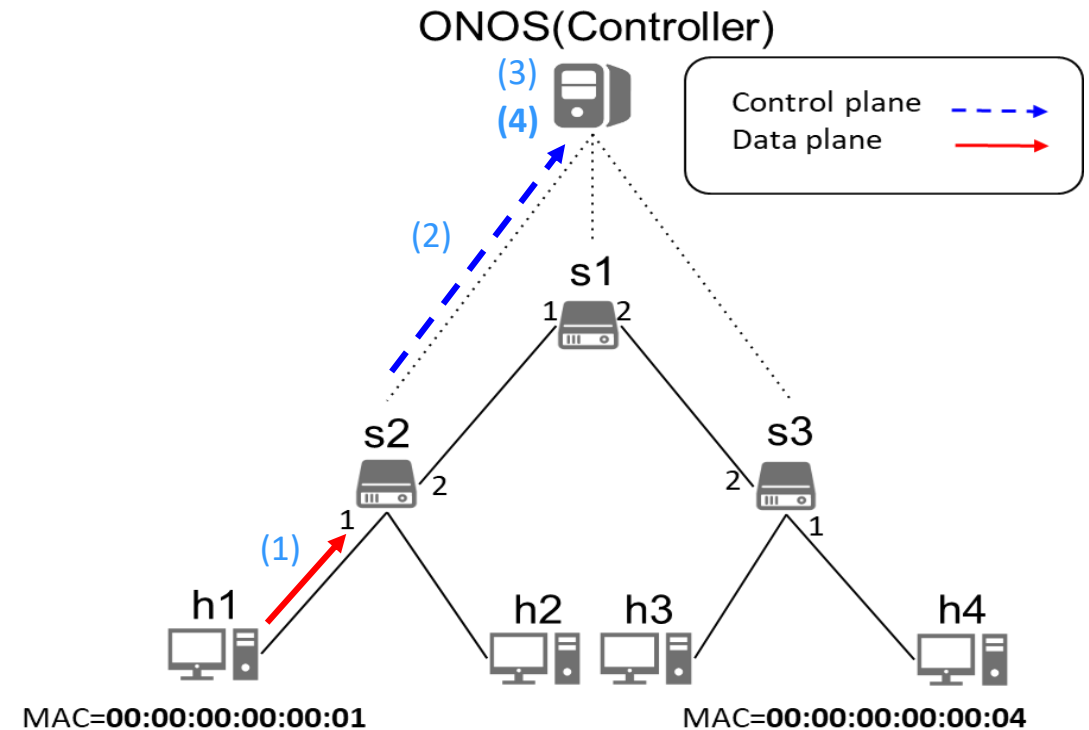 ONOS(Controller)
(3)
(4)
Control plane
Data plane
(2)
s1
1
2
s2
s3
2
2
1
1
(1)
h1
h2
h3
h4
MAC=00:00:00:00:00:01
MAC=00:00:00:00:00:04